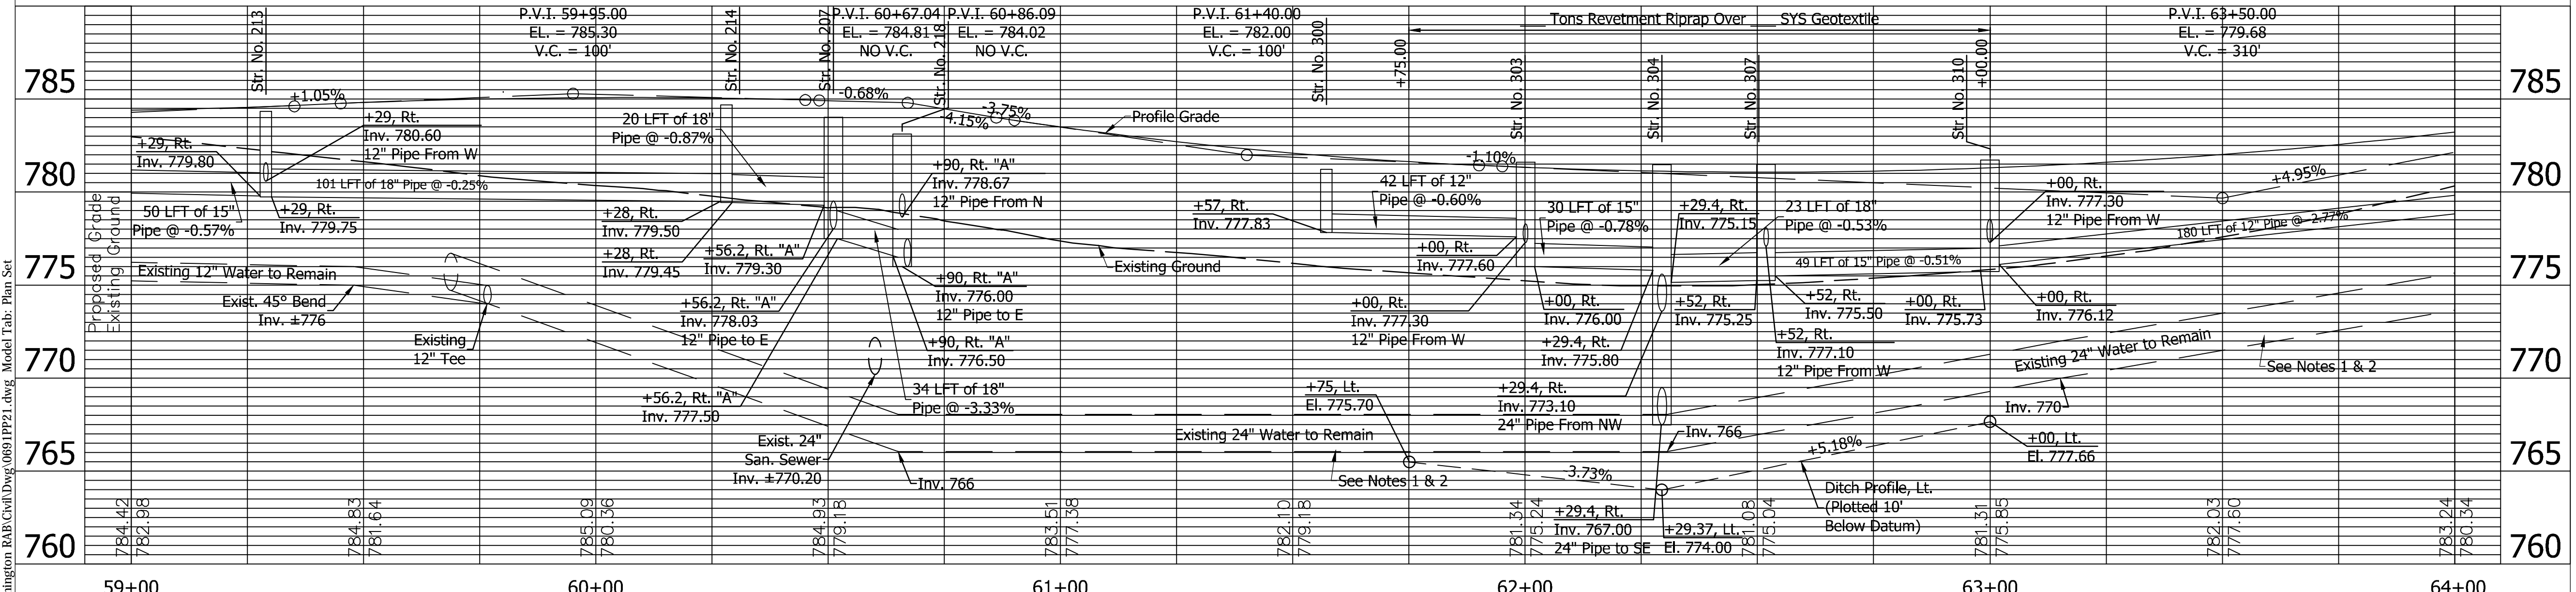 P.V.I. 59+95.00
EL. = 785.30
V.C. = 100'
P.V.I. 60+67.04
EL. = 784.81
NO V.C.
P.V.I. 60+86.09
EL. = 784.02
NO V.C.
P.V.I. 61+40.00
EL. = 782.00
V.C. = 100'
Tons Revetment Riprap Over
SYS Geotextile
P.V.I. 63+50.00
EL. = 779.68
V.C. = 310'
Str. No. 213
Str. No. 214
Str. No. 207
Str. No. 218
Str. No. 300
+75.00
Str. No. 303
Str. No. 304
Str. No. 307
Str. No. 310
+00.00
785
785
780
780
775
775
770
770
765
765
760
760
+1.05%
-0.68%
-3.75%
-4.15%
-1.10%
+4.95%
Profile Grade
+29, Rt.
Inv. 779.80
+29, Rt.
Inv. 780.60
12" Pipe From W
101 LFT of 18" Pipe @ -0.25%
50 LFT of 15"
Pipe @ -0.57%
+29, Rt.
Inv. 779.75
20 LFT of 18"
Pipe @ -0.87%
+28, Rt.
Inv. 779.50
+28, Rt.
Inv. 779.45
+56.2, Rt. "A"
Inv. 779.30
+56.2, Rt. "A"
Inv. 778.03
12" Pipe to E
+56.2, Rt. "A"
Inv. 777.50
+90, Rt. "A"
Inv. 778.67
12" Pipe From N
+90, Rt. "A"
Inv. 776.00
12" Pipe to E
+90, Rt. "A"
Inv. 776.50
34 LFT of 18"
Pipe @ -3.33%
Proposed Grade
Existing Ground
Existing 12" Water to Remain
Exist. 45° Bend
Inv. ±776
Existing
12" Tee
Exist. 24"
San. Sewer
Inv. ±770.20
Inv. 766
Existing Ground
+57, Rt.
Inv. 777.83
42 LFT of 12"
Pipe @ -0.60%
+00, Rt.
Inv. 777.60
+00, Rt.
Inv. 777.30
12" Pipe From W
30 LFT of 15"
Pipe @ -0.78%
+00, Rt.
Inv. 776.00
+29.4, Rt.
Inv. 775.80
+29.4, Rt.
Inv. 775.15
+29.4, Rt.
Inv. 773.10
24" Pipe From NW
+75, Lt.
El. 775.70
Existing 24" Water to Remain
See Notes 1 & 2
Inv. 766
-3.73%
+5.18%
+29.4, Rt.
Inv. 767.00
24" Pipe to SE
+29.37, Lt.
El. 774.00
23 LFT of 18"
Pipe @ -0.53%
49 LFT of 15" Pipe @ -0.51%
+52, Rt.
Inv. 775.25
+52, Rt.
Inv. 775.50
+52, Rt.
Inv. 777.10
12" Pipe From W
+00, Rt.
Inv. 775.73
+00, Rt.
Inv. 777.30
12" Pipe From W
+00, Rt.
Inv. 776.12
180 LFT of 12" Pipe @ -2.77%
Existing 24" Water to Remain
See Notes 1 & 2
Inv. 770
+00, Lt.
El. 777.66
Ditch Profile, Lt.
(Plotted 10'
Below Datum)
784.42
782.98
784.83
781.64
785.09
780.36
784.93
779.18
783.51
777.38
782.10
779.18
781.34
775.24
781.08
775.04
781.31
775.85
782.03
777.60
783.24
780.34
59+00
60+00
61+00
62+00
63+00
64+00
ington RAB\Civil\Dwg\0691PP21.dwg Model Tab: Plan Set